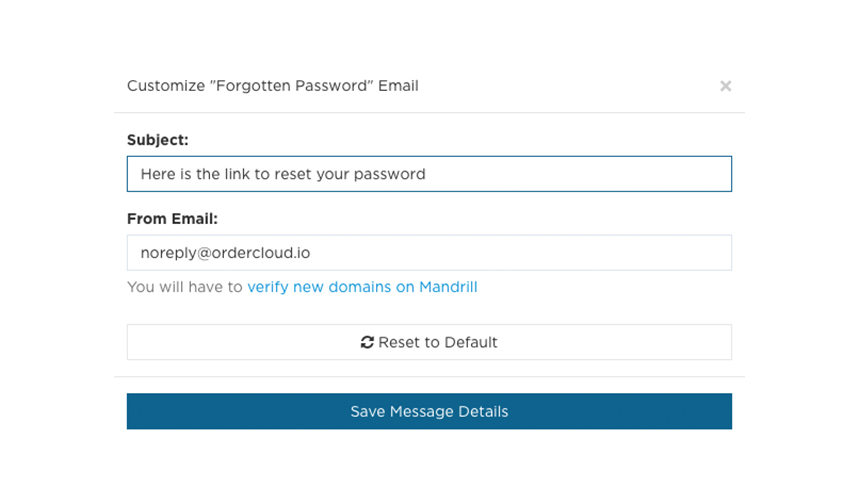 Customize "Forgotten Password" Email
Subject:
Here is the link to reset your password
From Email:
noreply@ordercloud.io
You will have to verify new domains on Mandrill
Reset to Default
Save Message Details